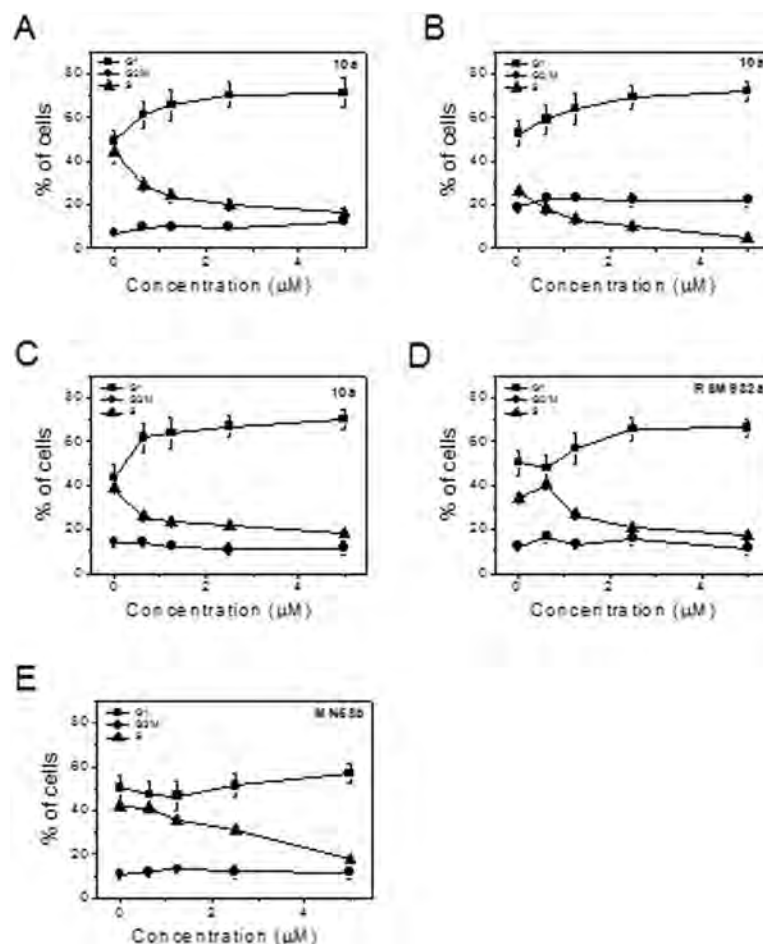 A
G1
G2/M
S
10a
80
60
40
20
0
% of cells
0 2 4
Concentration (µM)
B
G1
G2/M
S
10a
80
60
40
20
0
% of cells
0 2 4
Concentration (µM)
C
G1
G2/M
S
10a
80
60
40
20
0
% of cells
0 2 4
Concentration (µM)
D
G1
G2/M
S
80
60
40
20
0
% of cells
0 2 4
Concentration (µM)
E
G1
G2/M
S
80
60
40
20
0
% of cells
0 2 4
Concentration (µM)